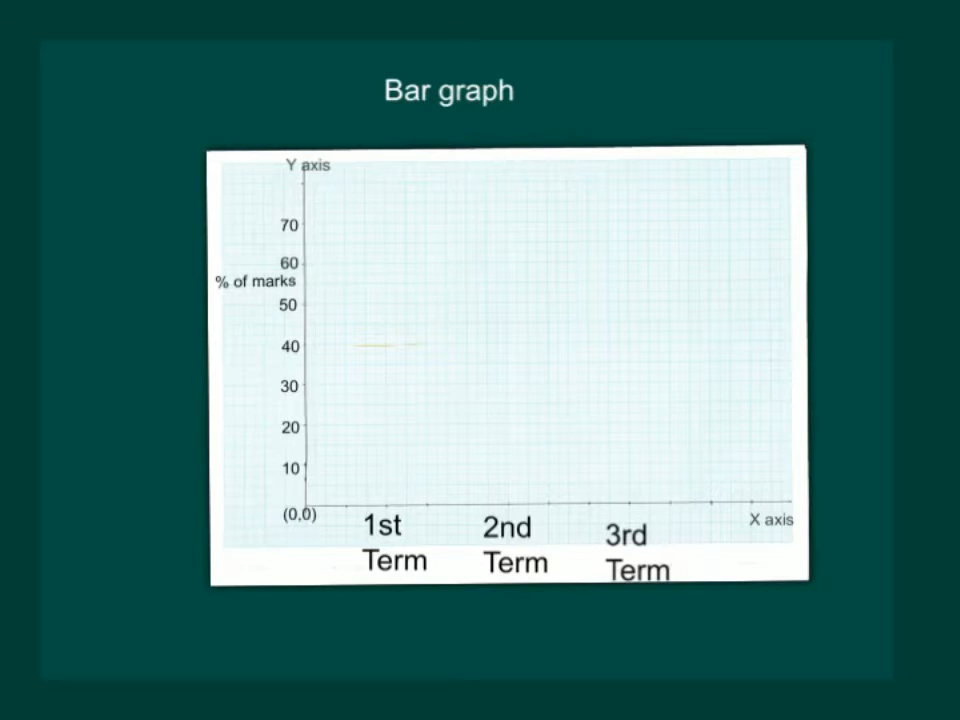 Bar graph
Y axis
70
60
% of marks
50
40
30
20
10
(0,0)
X axis
1st
Term
2nd
Term
3rd
Term